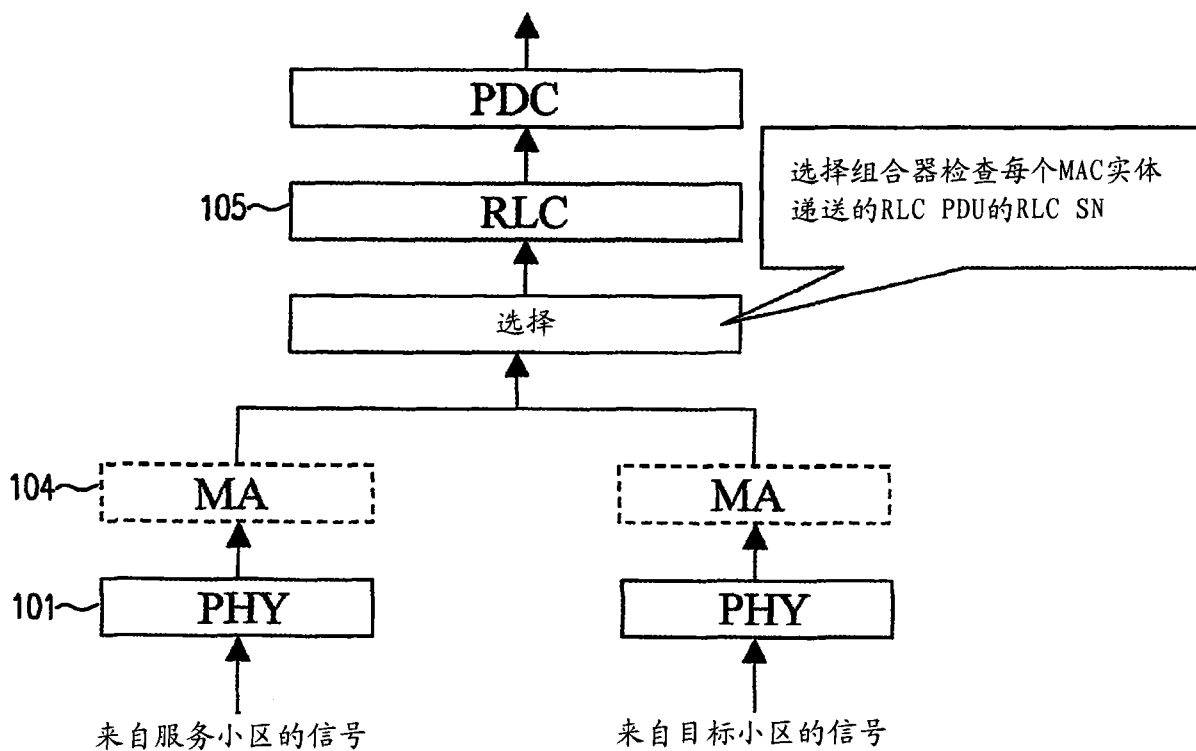 PDC
105
RLC
选择组合器检查每个MAC实体
递送的RLC PDU的RLC SN
选择
104
MA
MA
101
PHY
PHY
来自服务小区的信号
来自目标小区的信号